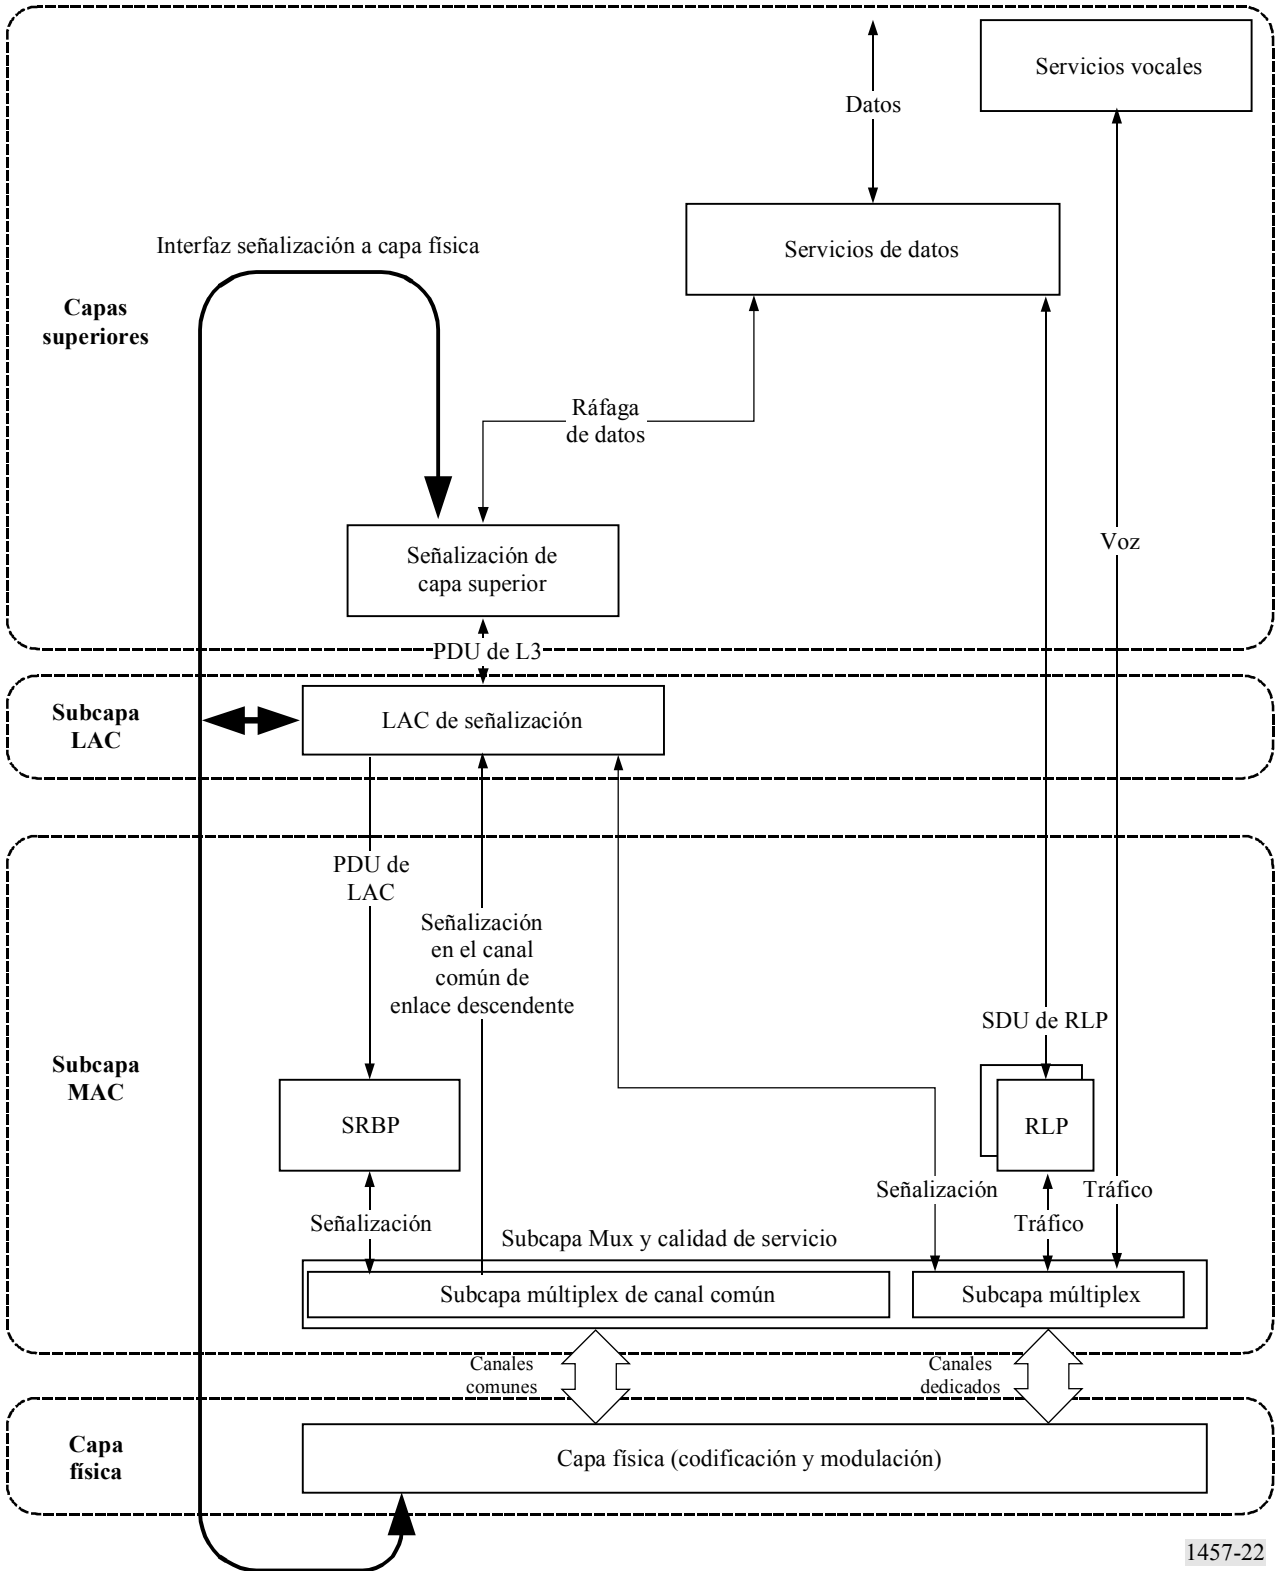 Servicios vocales
Datos
Servicios de datos
Interfaz señalización a capa física
Capas
superiores
Ráfaga
de datos
Voz
Señalización de
capa superior
PDU de L3
Subcapa
LAC
LAC de señalización
PDU de
LAC
Señalización
en el canal
común de
enlace descendente
SDU de RLP
Subcapa
MAC
SRBP
RLP
Señalización
Tráfico
Señalización
Tráfico
Subcapa Mux y calidad de servicio
Subcapa múltiplex de canal común
Subcapa múltiplex
Canales
comunes
Canales
dedicados
Capa
física
Capa física (codificación y modulación)
1457-22